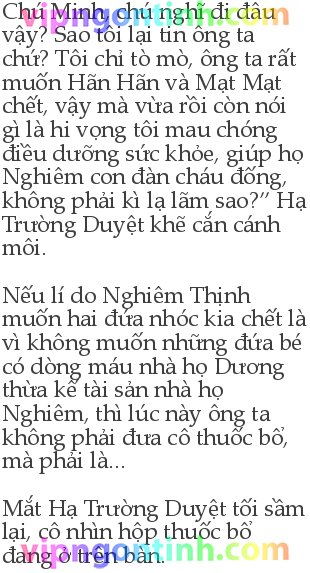 Chú Minh, chú nghĩ đi đâu
vậy? Sao tôi lại tin ông ta
chứ? Tôi chỉ tò mò, ông ta rất
muốn Hãn Hãn và Mạt Mạt
chết, vậy mà vừa rồi còn nói
gì là hi vọng tôi mau chóng
điều dưỡng sức khỏe, giúp họ
Nghiêm con đàn cháu đống,
không phải kì lạ lắm sao?” Hạ
Trường Duyệt khẽ cắn cánh
môi.
Nếu lí do Nghiêm Thịnh
muốn hai đứa nhóc kia chết là
vì không muốn những đứa bé
có dòng máu nhà họ Dương
thừa kế tài sản nhà họ
Nghiêm, thì lúc này ông ta
không phải đưa cô thuốc bổ,
mà phải là...
Mắt Hạ Trường Duyệt tối sầm
lại, cô nhìn hộp thuốc bổ
đang ở trên bàn.
vipngontinh.com
vipngontinh.com